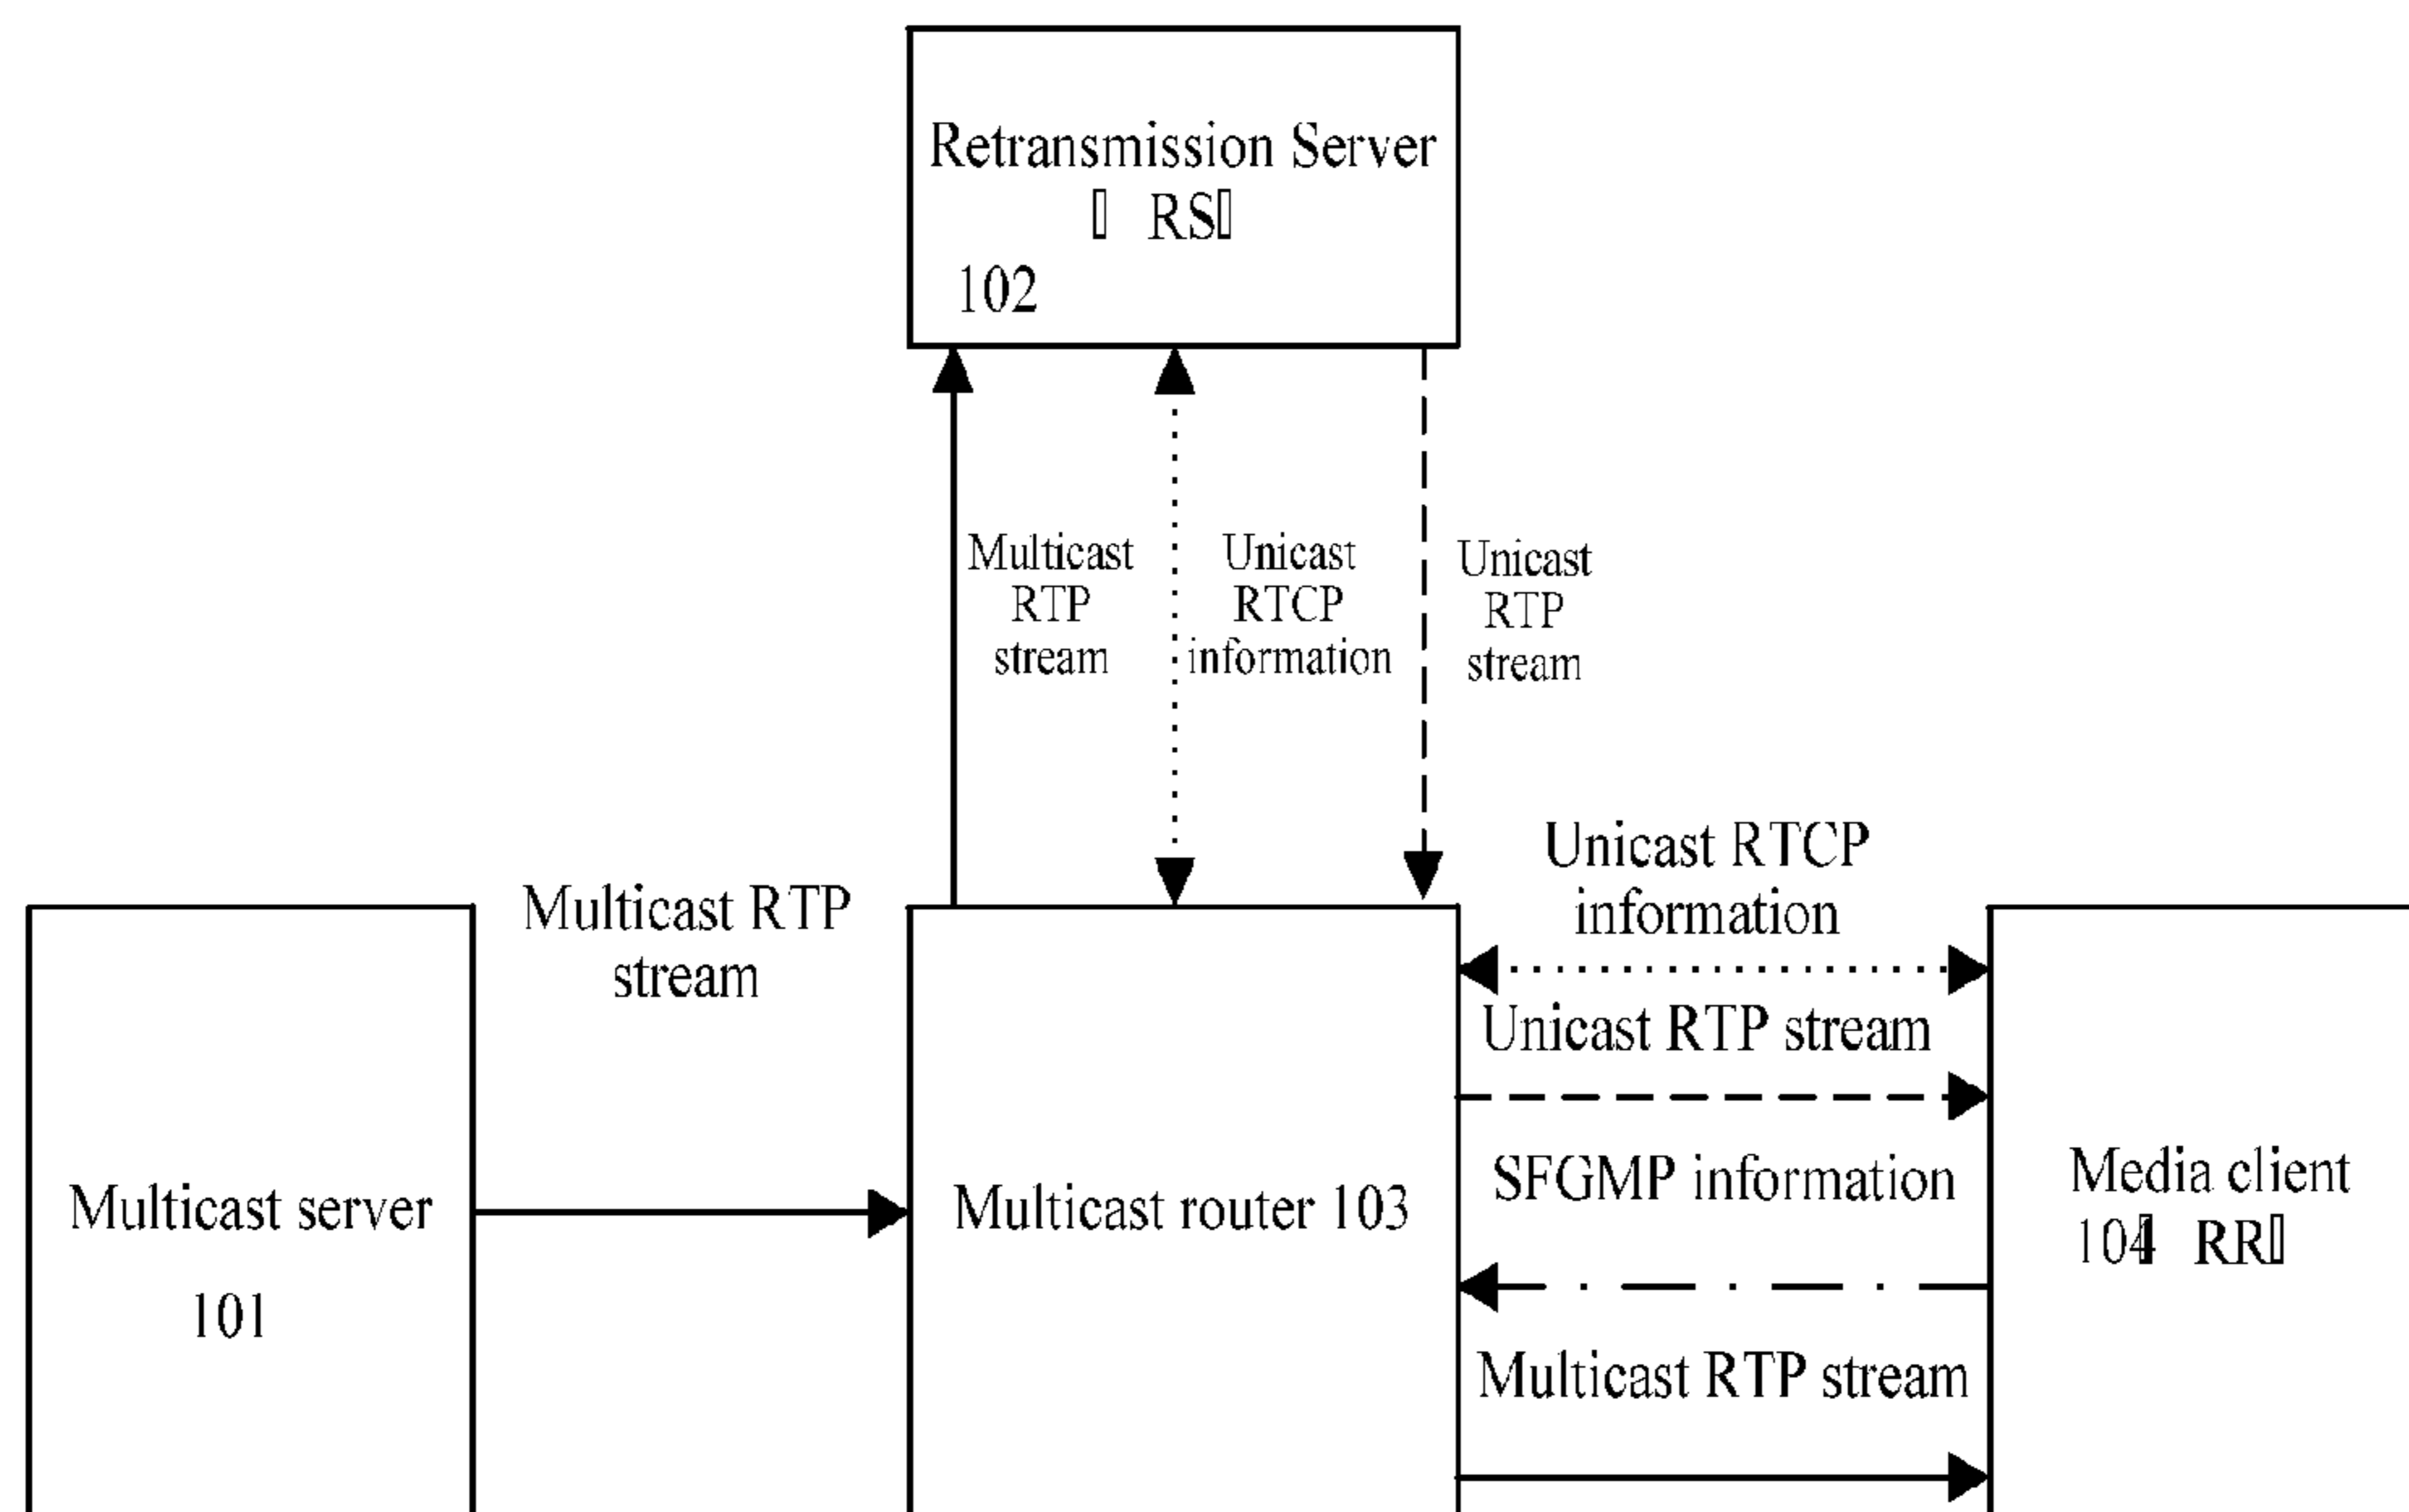 Retransmission Server
RS
102
Multicast
RTP
stream
Unicast
RTCP
information
Unicast
RTP
stream
Multicast RTP
stream
Unicast RTCP
information
Unicast RTP stream
SFGMP information
Multicast RTP stream
Multicast server
101
Multicast router 103
Media client
104 RR